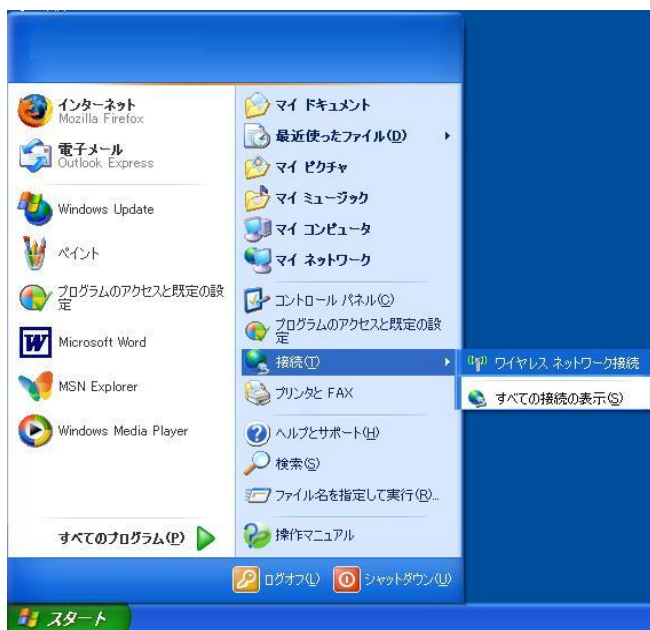 インターネット
Mozilla Firefox
電子メール
Outlook Express
Windows Update
ペイント
プログラムのアクセスと既定の設
定
Microsoft Word
MSN Explorer
Windows Media Player
すべてのプログラム(P)
マイ ドキュメント
最近使ったファイル(D)
マイ ピクチャ
マイ ミュージック
マイ コンピュータ
マイ ネットワーク
コントロール パネル(C)
プログラムのアクセスと既定の設
定
接続(T)
プリンタと FAX
ヘルプとサポート(H)
検索(S)
ファイル名を指定して実行(R)...
操作マニュアル
ワイヤレス ネットワーク接続
すべての接続の表示(S)
ログオフ(L)
シャットダウン(U)
スタート